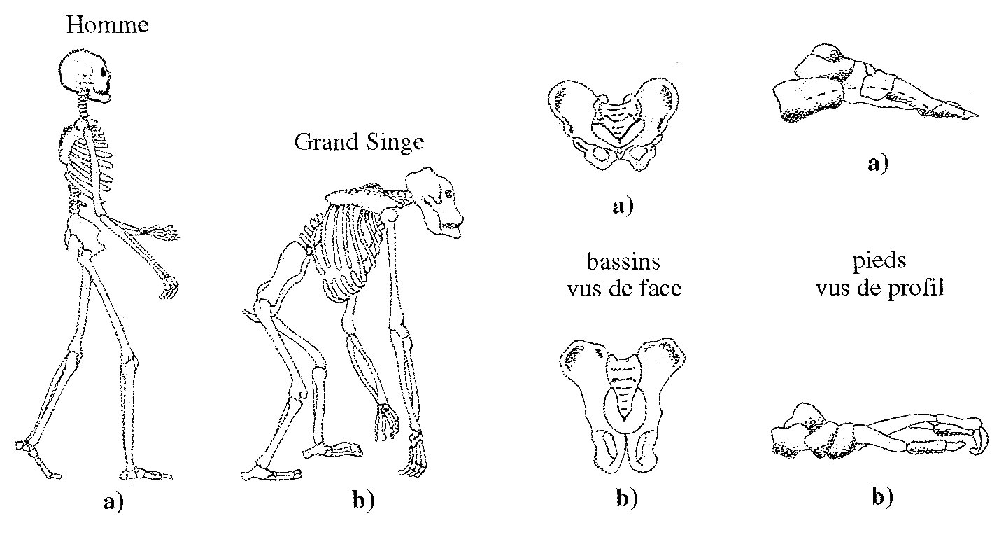 Homme
a)
Grand Singe
b)
a)
bassins
vus de face
b)
a)
pieds
vus de profil
b)